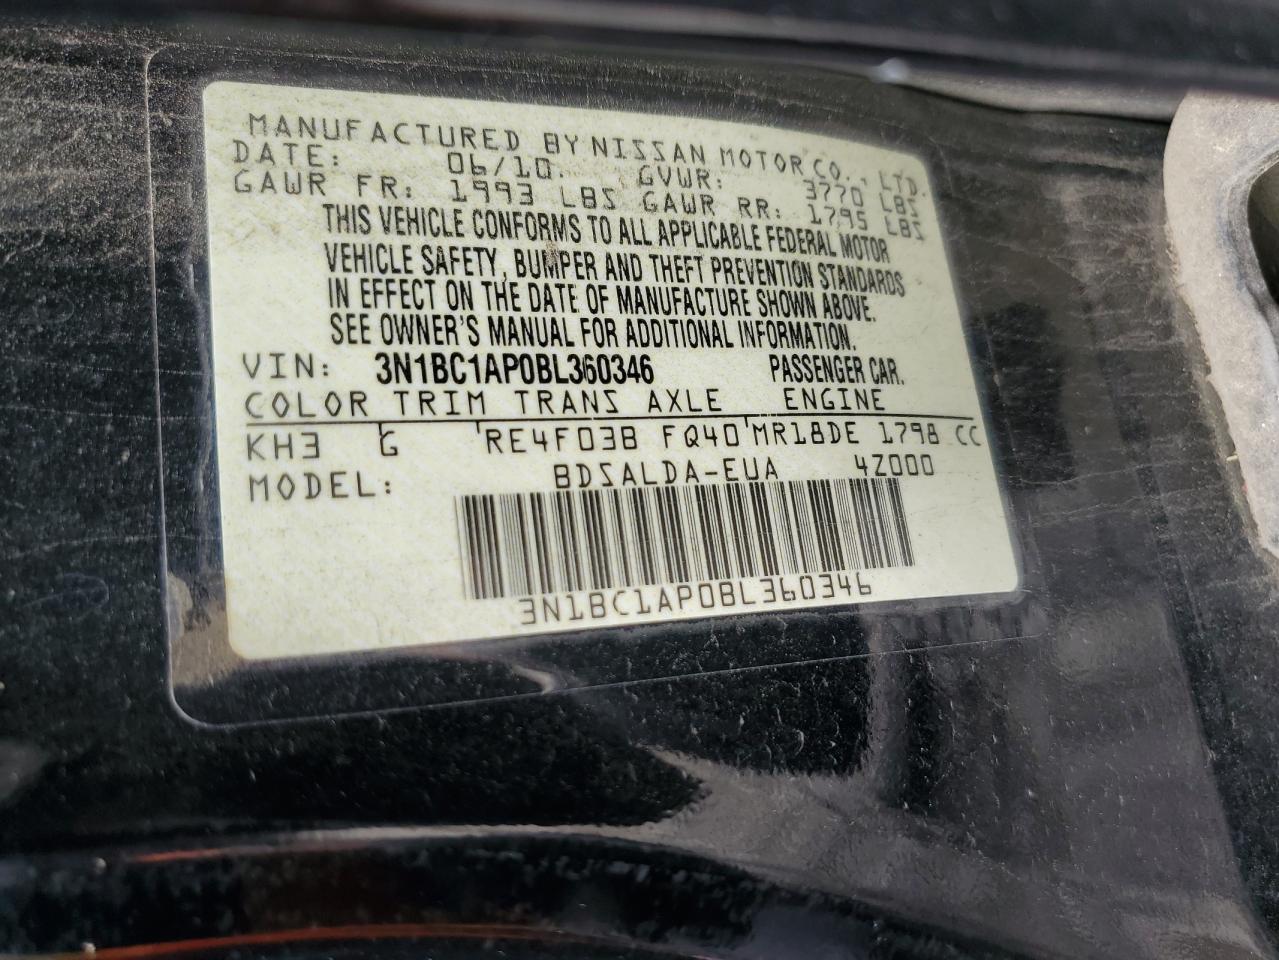 MANUFACTURED BY NISSAN MOTOR CO., LTD.
DATE: 06/10 GVWR: 3770 LBS
GAWR FR: 1993 LBS GAWR RR: 1795 LBS
THIS VEHICLE CONFORMS TO ALL APPLICABLE FEDERAL MOTOR
VEHICLE SAFETY, BUMPER AND THEFT PREVENTION STANDARDS
IN EFFECT ON THE DATE OF MANUFACTURE SHOWN ABOVE.
SEE OWNER'S MANUAL FOR ADDITIONAL INFORMATION.
VIN: 3N1BC1AP0BL360346 PASSENGER CAR.
COLOR TRIM TRANS AXLE ENGINE
KH3 G RE4F03B FQ40 MR18DE 1798 CC
MODEL: BDSALDA-EUA 4Z000
3N1BC1AP0BL360346